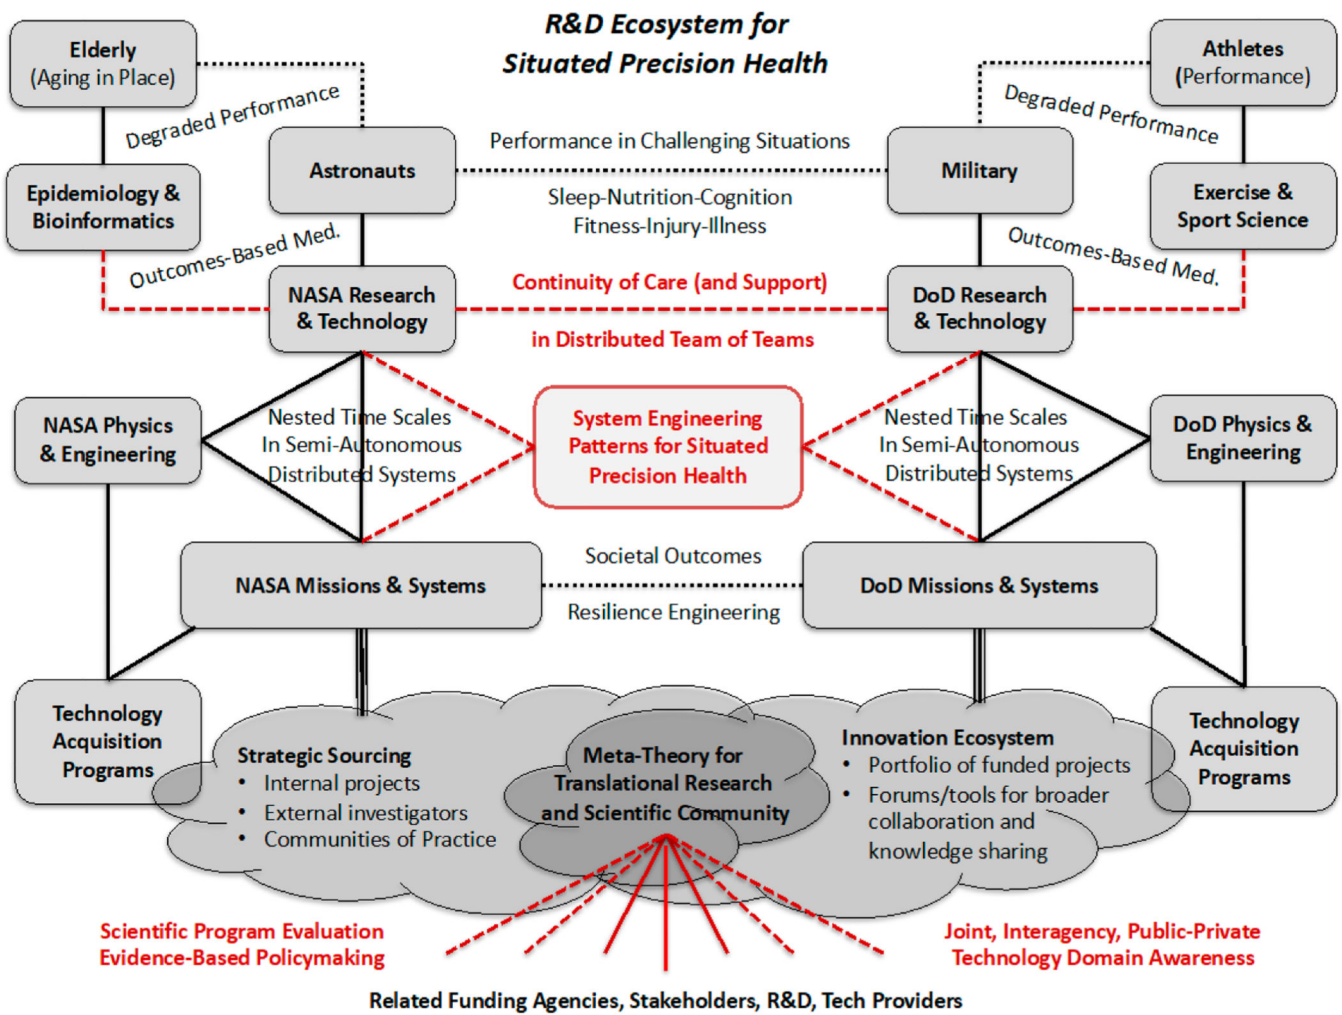 R&D Ecosystem for
Situated Precision Health
Elderly
(Aging in Place)
Degraded Performance
Athletes
(Performance)
Degraded Performance
Astronauts
Performance in Challenging Situations
Military
Sleep-Nutrition-Cognition
Fitness-Injury-Illness
Epidemiology &
Bioinformatics
Exercise &
Sport Science
Outcomes-Based Med.
Outcomes-Based Med.
NASA Research
& Technology
Continuity of Care (and Support)
in Distributed Team of Teams
DoD Research
& Technology
NASA Physics
& Engineering
Nested Time Scales
In Semi-Autonomous
Distributed Systems
System Engineering
Patterns for Situated
Precision Health
Nested Time Scales
In Semi-Autonomous
Distributed Systems
DoD Physics &
Engineering
NASA Missions & Systems
Societal Outcomes
Resilience Engineering
DoD Missions & Systems
Technology
Acquisition
Programs
Strategic Sourcing
• Internal projects
• External investigators
• Communities of Practice
Meta-Theory for
Translational Research
and Scientific Community
Innovation Ecosystem
• Portfolio of funded projects
• Forums/tools for broader
collaboration and
knowledge sharing
Technology
Acquisition
Programs
Scientific Program Evaluation
Evidence-Based Policymaking
Joint, Interagency, Public-Private
Technology Domain Awareness
Related Funding Agencies, Stakeholders, R&D, Tech Providers